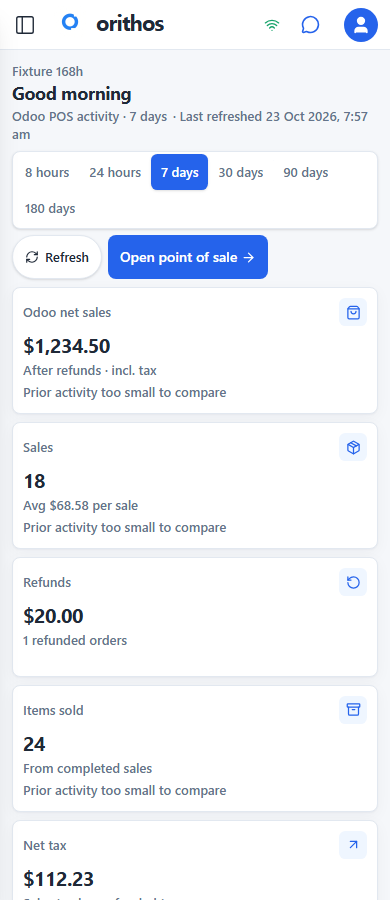 orithos
Fixture 168h
Good morning
Odoo POS activity · 7 days · Last refreshed 23 Oct 2026, 7:57
am
8 hours 24 hours 7 days 30 days 90 days
180 days
Refresh Open point of sale →
Odoo net sales
$1,234.50
After refunds · incl. tax
Prior activity too small to compare
Sales
18
Avg $68.58 per sale
Prior activity too small to compare
Refunds
$20.00
1 refunded orders
Items sold
24
From completed sales
Prior activity too small to compare
Net tax
$112.23